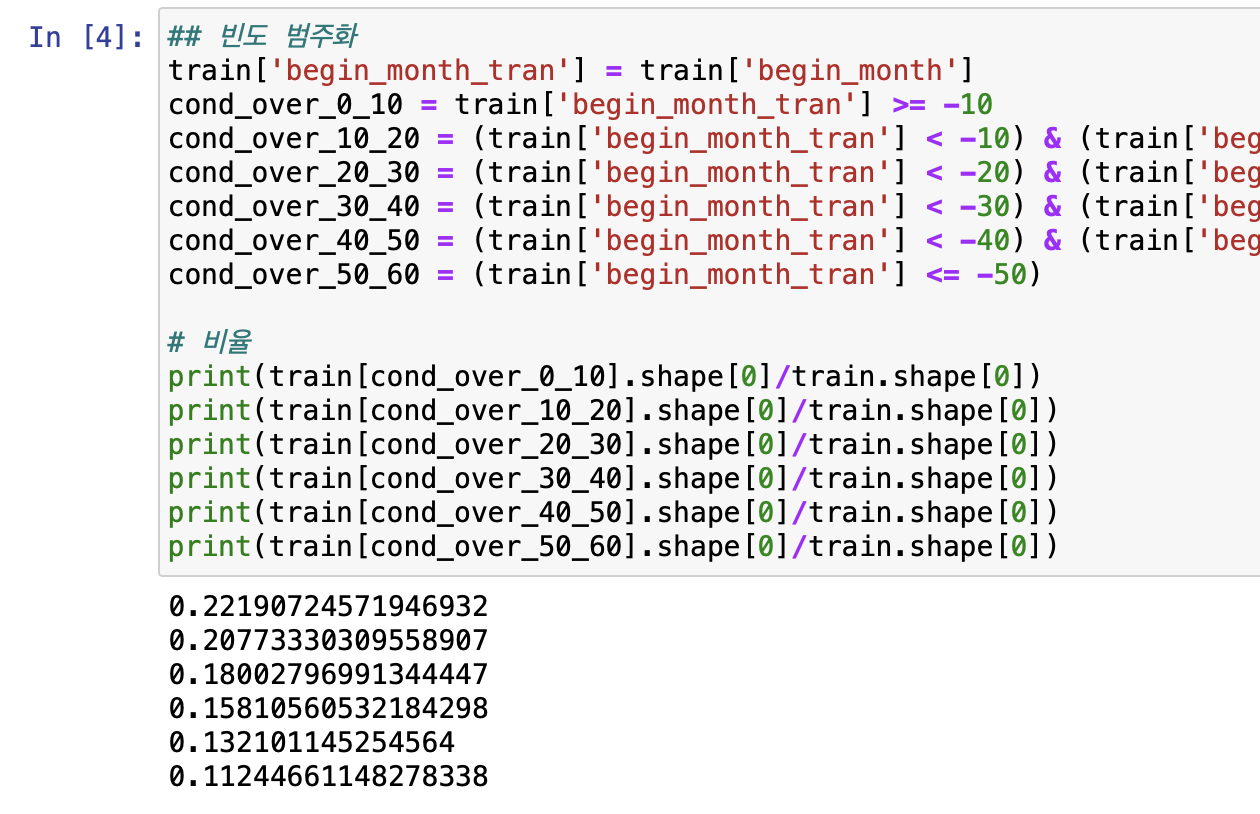 In [4]:
## 빈도 범주화
train['begin_month_tran'] = train['begin_month']
cond_over_0_10 = train['begin_month_tran'] >= -10
cond_over_10_20 = (train['begin_month_tran'] < -10) & (train['beg
cond_over_20_30 = (train['begin_month_tran'] < -20) & (train['beg
cond_over_30_40 = (train['begin_month_tran'] < -30) & (train['beg
cond_over_40_50 = (train['begin_month_tran'] < -40) & (train['beg
cond_over_50_60 = (train['begin_month_tran'] <= -50)
# 비율
print(train[cond_over_0_10].shape[0]/train.shape[0])
print(train[cond_over_10_20].shape[0]/train.shape[0])
print(train[cond_over_20_30].shape[0]/train.shape[0])
print(train[cond_over_30_40].shape[0]/train.shape[0])
print(train[cond_over_40_50].shape[0]/train.shape[0])
print(train[cond_over_50_60].shape[0]/train.shape[0])
0.22190724571946932
0.20773330309558907
0.18002796991344447
0.15810560532184298
0.132101145254564
0.11244661148278338